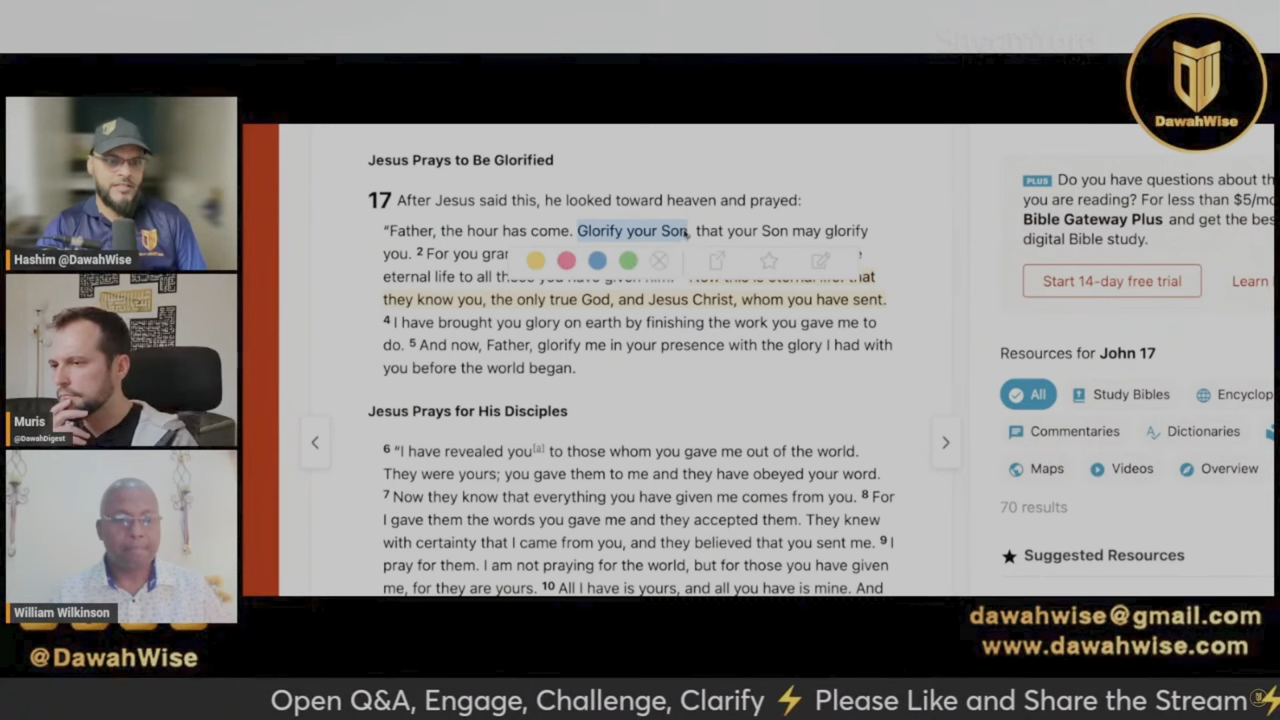 DawahWise
Hashim @DawahWise
Muris
@DawahDigest
William Wilkinson
@DawahWise
Jesus Prays to Be Glorified
17 After Jesus said this, he looked toward heaven and prayed:
“Father, the hour has come. Glorify your Son, that your Son may glorify
you. 2 For you gran
eternal life to all th
they know you, the only true God, and Jesus Christ, whom you have sent.
4 I have brought you glory on earth by finishing the work you gave me to
do. 5 And now, Father, glorify me in your presence with the glory I had with
you before the world began.
Jesus Prays for His Disciples
6 “I have revealed you[a] to those whom you gave me out of the world.
They were yours; you gave them to me and they have obeyed your word.
7 Now they know that everything you have given me comes from you. 8 For
I gave them the words you gave me and they accepted them. They knew
with certainty that I came from you, and they believed that you sent me. 9 I
pray for them. I am not praying for the world, but for those you have given
me, for they are yours. 10 All I have is yours, and all you have is mine. And
PLUS Do you have questions about th
you are reading? For less than $5/mo
Bible Gateway Plus and get the bes
digital Bible study.
Start 14-day free trial Learn
Resources for John 17
All Study Bibles Encyclop
Commentaries Dictionaries
Maps Videos Overview
70 results
Suggested Resources
dawahwise@gmail.com
www.dawahwise.com
Open Q&A, Engage, Challenge, Clarify ⚡ Please Like and Share the Stream